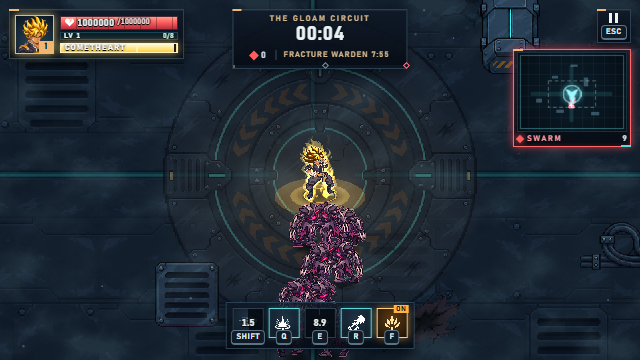 1000000/1000000
LV 1
0/8
1
COMETHEART
THE GLOAM CIRCUIT
00:04
0
FRACTURE WARDEN 7:55
ESC
SWARM
9
1.5
SHIFT
Q
8.9
E
R
ON
F